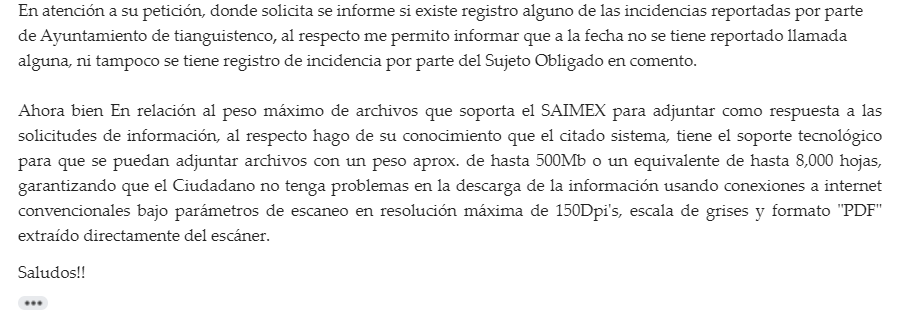 En atención a su petición, donde solicita se informe si existe registro alguno de las incidencias reportadas por parte
de Ayuntamiento de tianguistenco, al respecto me permito informar que a la fecha no se tiene reportado llamada
alguna, ni tampoco se tiene registro de incidencia por parte del Sujeto Obligado en comento.
Ahora bien En relación al peso máximo de archivos que soporta el SAIMEX para adjuntar como respuesta a las
solicitudes de información, al respecto hago de su conocimiento que el citado sistema, tiene el soporte tecnológico
para que se puedan adjuntar archivos con un peso aprox. de hasta 500Mb o un equivalente de hasta 8,000 hojas,
garantizando que el Ciudadano no tenga problemas en la descarga de la información usando conexiones a internet
convencionales bajo parámetros de escaneo en resolución máxima de 150Dpi's, escala de grises y formato "PDF"
extraído directamente del escáner.
Saludos!!